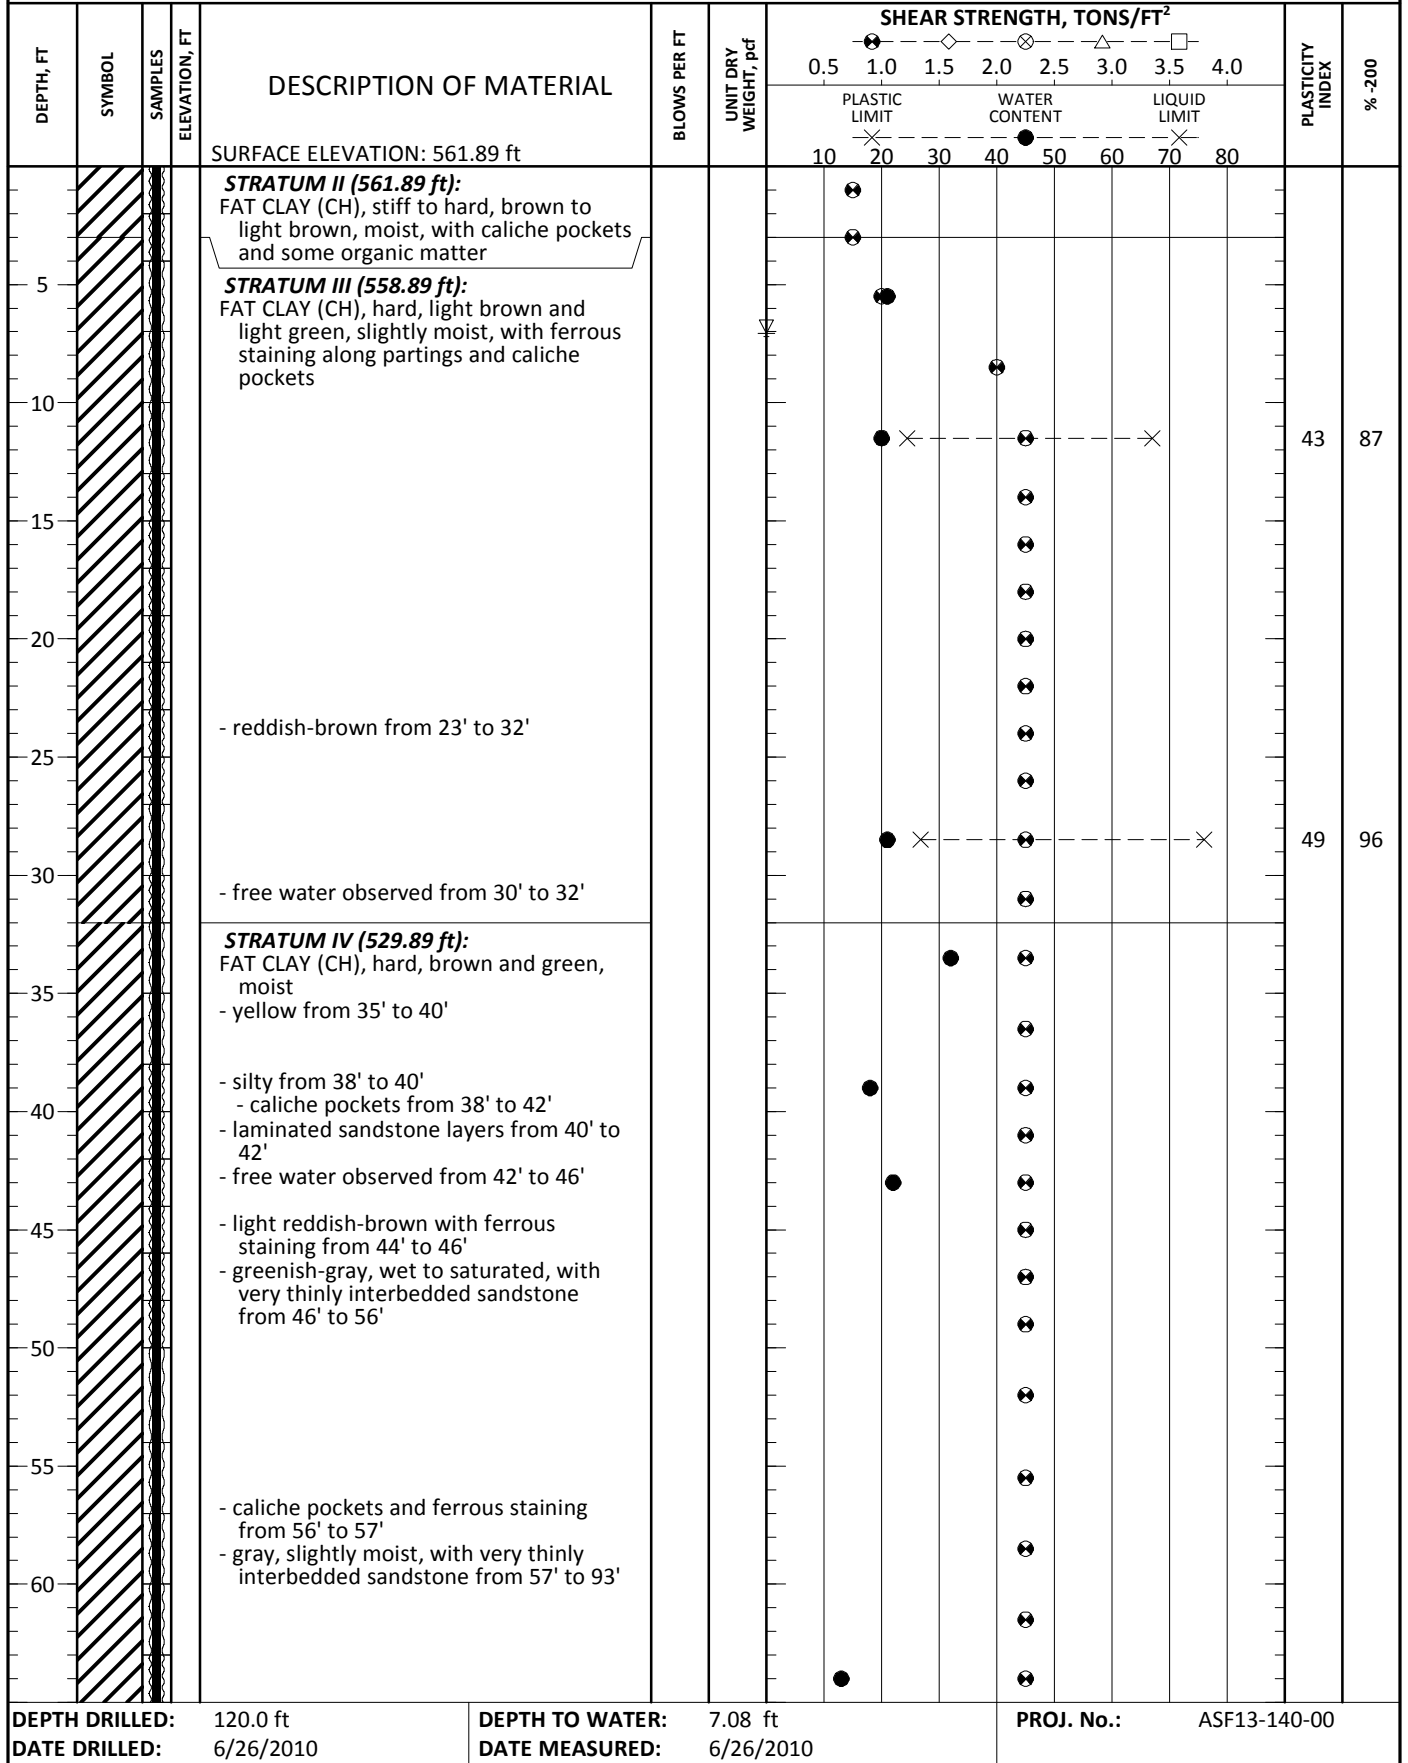 SHEAR STRENGTH, TONS/FT²
0.5 1.0 1.5 2.0 2.5 3.0 3.5 4.0
DEPTH, FT
SYMBOL
SAMPLES
ELEVATION, FT
DESCRIPTION OF MATERIAL
BLOWS PER FT
UNIT DRY
WEIGHT, pcf
PLASTIC
LIMIT
WATER
CONTENT
LIQUID
LIMIT
PLASTICITY
INDEX
% -200
SURFACE ELEVATION: 561.89 ft
10 20 30 40 50 60 70 80
STRATUM II (561.89 ft):
FAT CLAY (CH), stiff to hard, brown to
light brown, moist, with caliche pockets
and some organic matter
5
STRATUM III (558.89 ft):
FAT CLAY (CH), hard, light brown and
light green, slightly moist, with ferrous
staining along partings and caliche
pockets
10
43 87
15
20
- reddish-brown from 23' to 32'
25
49 96
30
- free water observed from 30' to 32'
STRATUM IV (529.89 ft):
FAT CLAY (CH), hard, brown and green,
moist
35
- yellow from 35' to 40'
- silty from 38' to 40'
- caliche pockets from 38' to 42'
40
- laminated sandstone layers from 40' to
42'
- free water observed from 42' to 46'
- light reddish-brown with ferrous
45
staining from 44' to 46'
- greenish-gray, wet to saturated, with
very thinly interbedded sandstone
from 46' to 56'
50
55
- caliche pockets and ferrous staining
from 56' to 57'
- gray, slightly moist, with very thinly
interbedded sandstone from 57' to 93'
60
DEPTH DRILLED: 120.0 ft
DATE DRILLED: 6/26/2010
DEPTH TO WATER: 7.08 ft
DATE MEASURED: 6/26/2010
PROJ. No.: ASF13-140-00